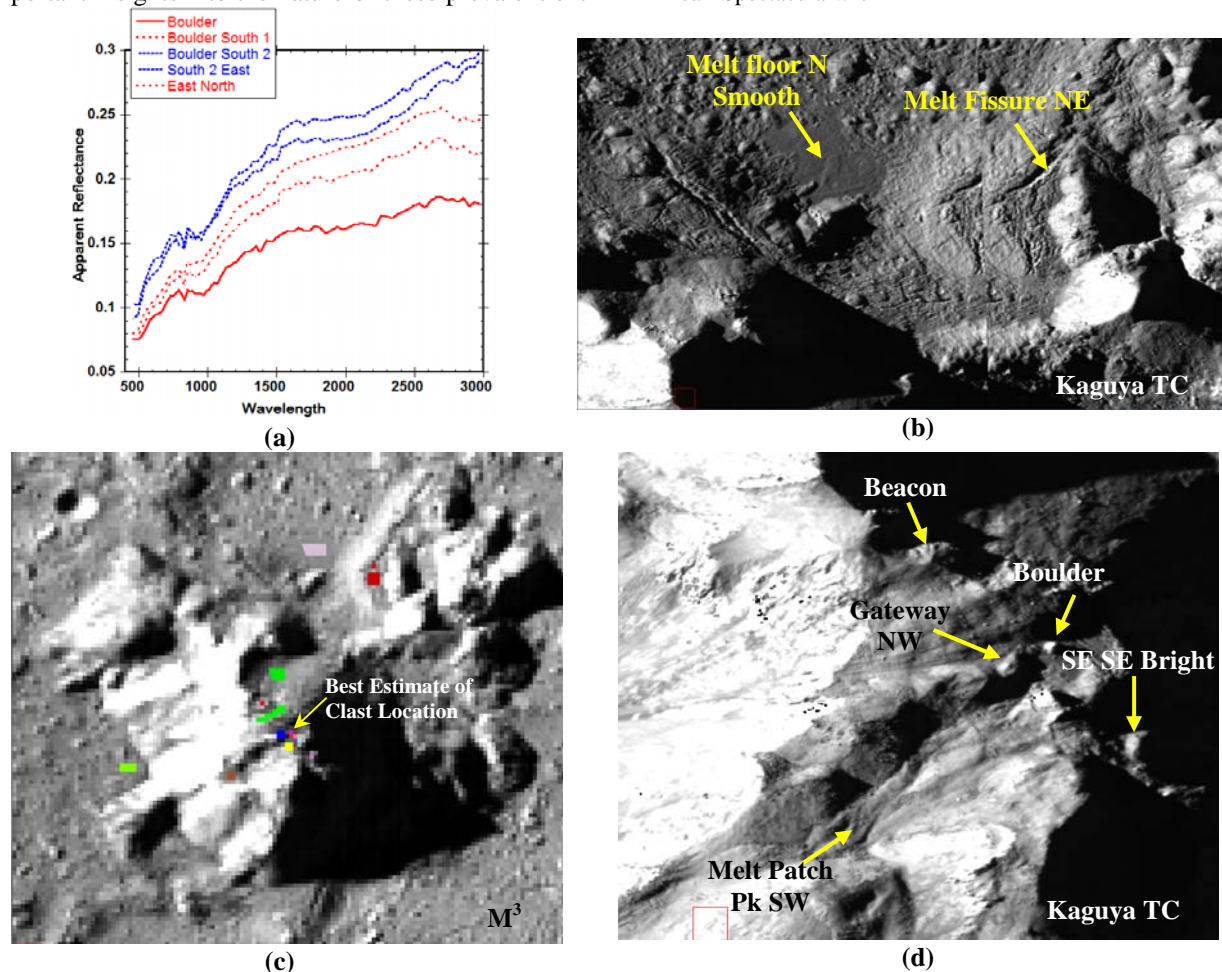 Boulder
Boulder South 1
Boulder South 2
South 2 East
East North
0.3
0.25
0.2
0.15
0.1
0.05
Apparent Reflectance
500 1000 1500 2000 2500 3000
Wavelength
(a)
Melt floor N
Smooth
Melt Fissure NE
Kaguya TC
(b)
Best Estimate of
Clast Location
M³
(c)
Beacon
Boulder
Gateway
NW
SE SE Bright
Melt Patch
Pk SW
Kaguya TC
(d)